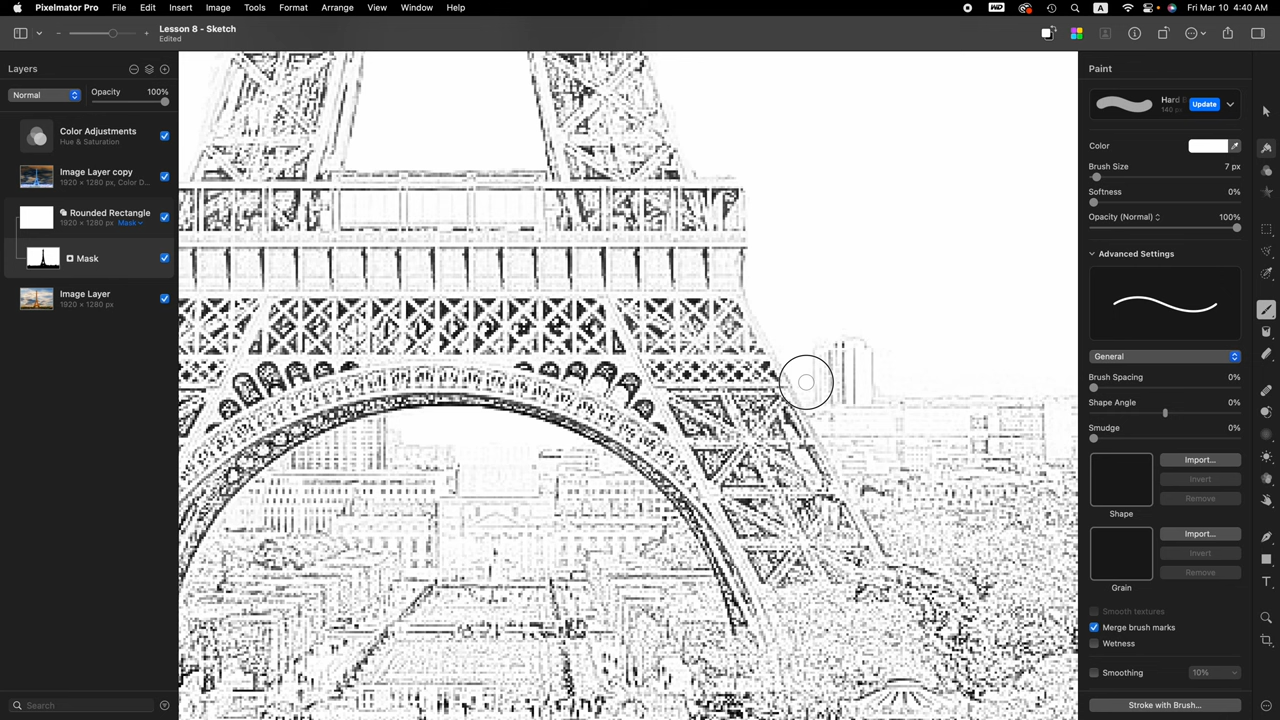 Pixelmator Pro File Edit Insert Image Tools Format Arrange View Window Help WD A Fri Mar 10 4:40 AM
Lesson 8 - Sketch
Edited
Layers
Normal Opacity 100%
Color Adjustments
Hue & Saturation
Image Layer copy
1920 × 1280 px, Color D...
Rounded Rectangle
1920 × 1280 px Mask
Mask
Image Layer
1920 × 1280 px
Search
Paint
Hard B
140 px
Update
Color
Brush Size 7 px
Softness 0%
Opacity (Normal) 100%
Advanced Settings
General
Brush Spacing 0%
Shape Angle 0%
Smudge 0%
Import...
Invert
Remove
Shape
Import...
Invert
Remove
Grain
Smooth textures
Merge brush marks
Wetness
Smoothing 10%
Stroke with Brush...